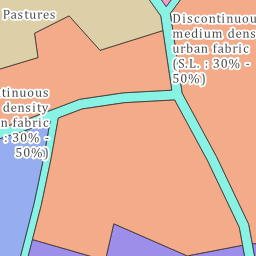 Pastures
Discontinuous
medium dens
urban fabric
(S.L. : 30% -
50%)
tinuous
density
n fabric
: 30% -
50%)